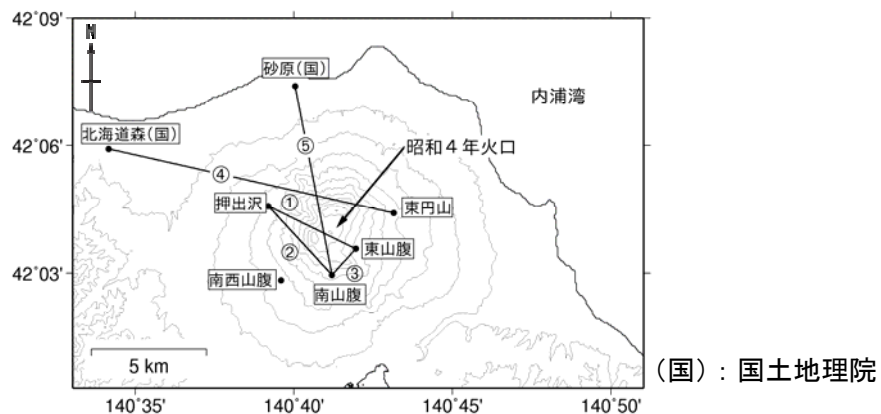 42°09'
N
砂原(国)
内浦湾
42°06'
北海道森(国)
⑤
昭和4年火口
④
押出沢
①
東円山
②
東山腹
42°03'
南西山腹
③
南山腹
5 km
(国):国土地理院
140°35'
140°40'
140°45'
140°50'